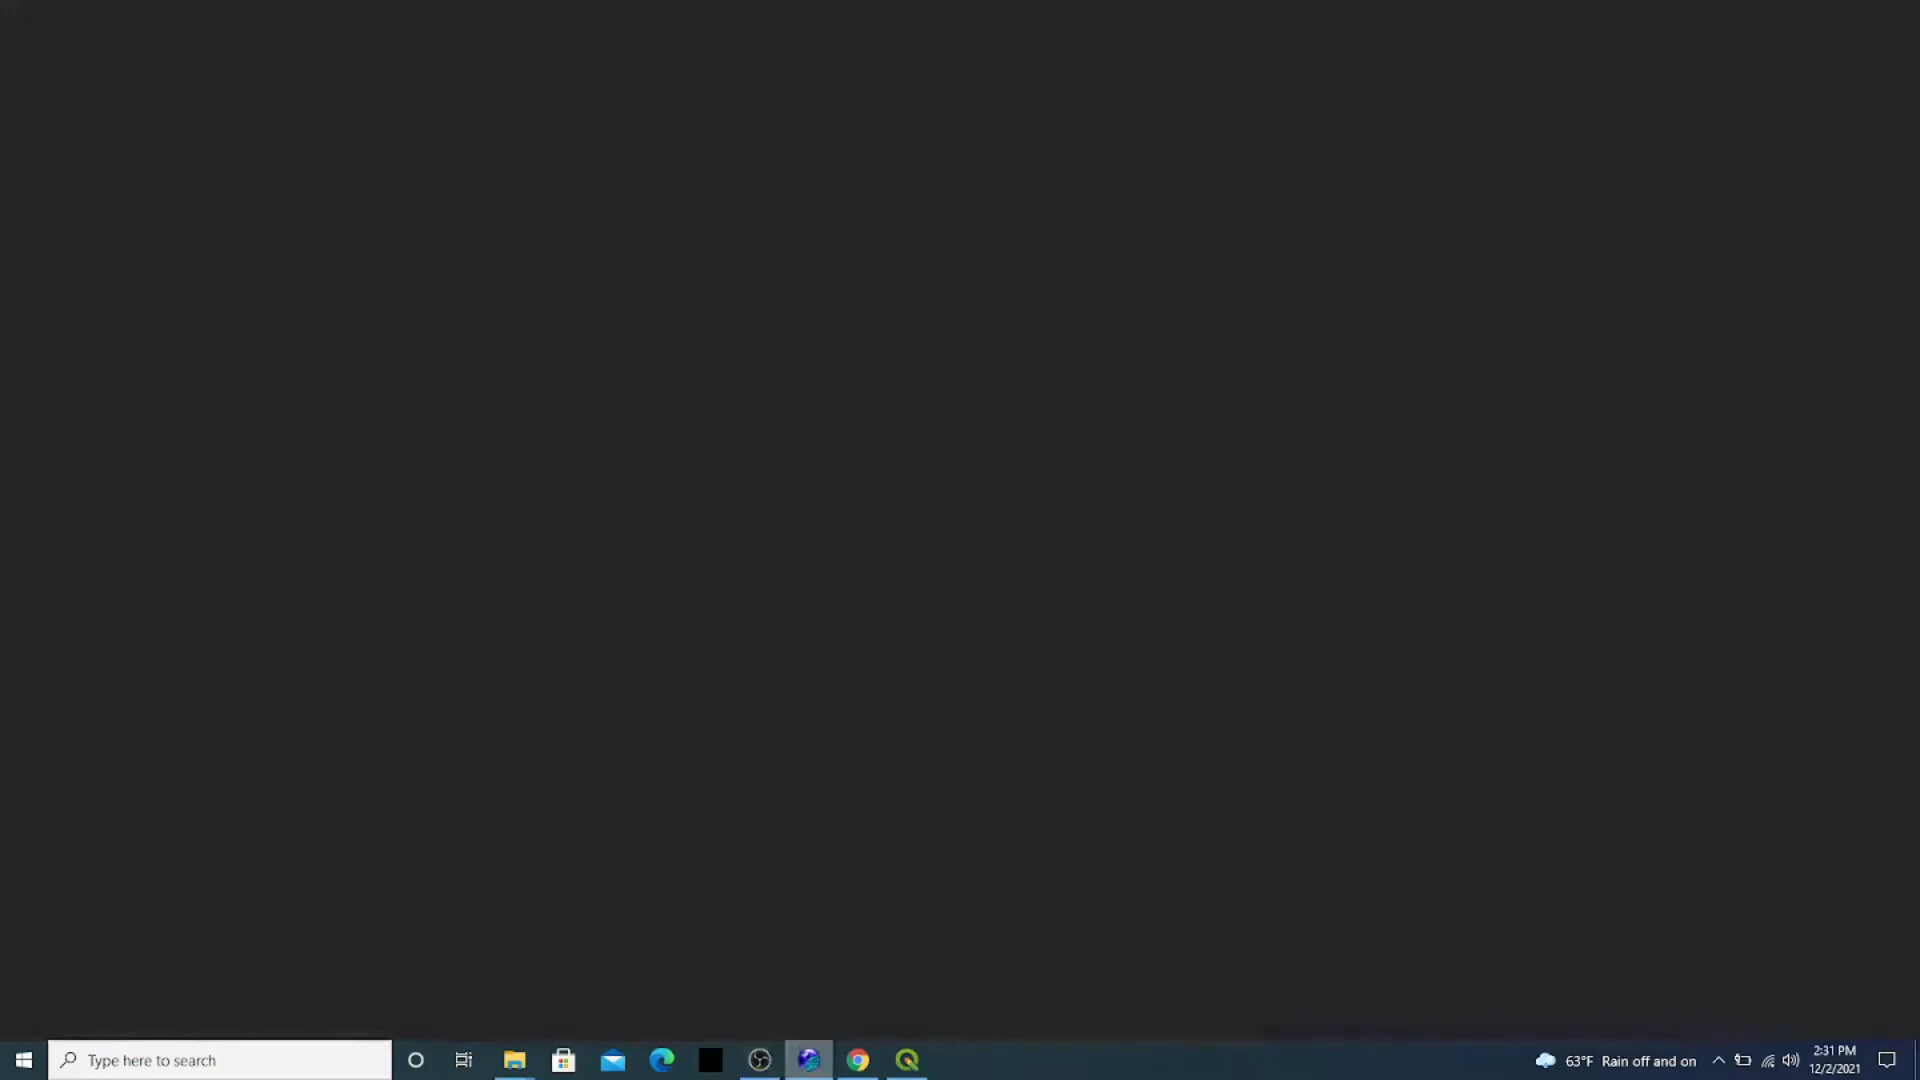 Type here to search
63°F Rain off and on
2:31 PM
12/2/2021